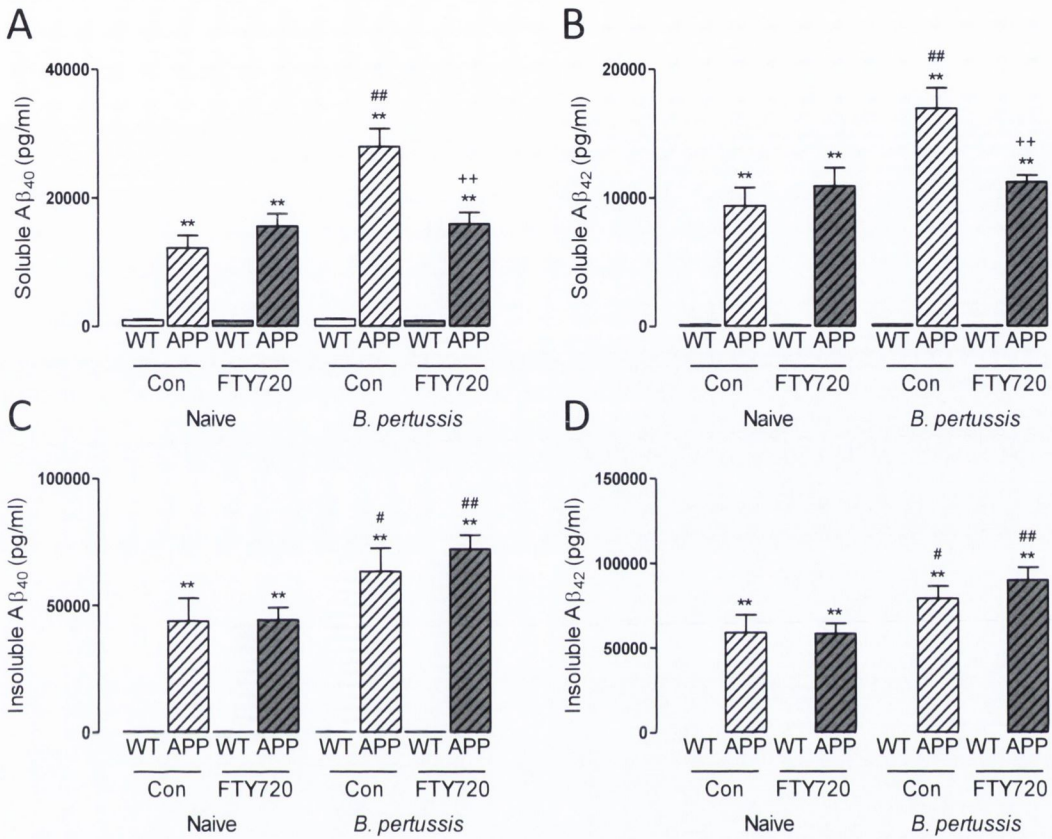 A
Soluble Aβ40 (pg/ml)
40000
20000
0
**
**
##
**
++
**
WT APP WT APP WT APP WT APP
Con FTY720 Con FTY720
Naive B. pertussis
B
Soluble Aβ42 (pg/ml)
20000
10000
0
**
**
##
**
++
**
WT APP WT APP WT APP WT APP
Con FTY720 Con FTY720
Naive B. pertussis
C
Insoluble Aβ40 (pg/ml)
100000
50000
0
**
**
#
**
##
**
WT APP WT APP WT APP WT APP
Con FTY720 Con FTY720
Naive B. pertussis
D
Insoluble Aβ42 (pg/ml)
150000
100000
50000
0
**
**
#
**
##
**
WT APP WT APP WT APP WT APP
Con FTY720 Con FTY720
Naive B. pertussis